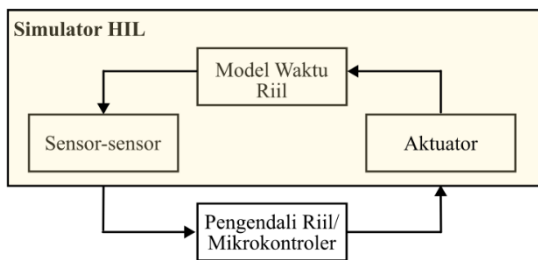 Simulator HIL
Model Waktu
Riil
Sensor-sensor
Aktuator
Pengendali Riil/
Mikrokontroler